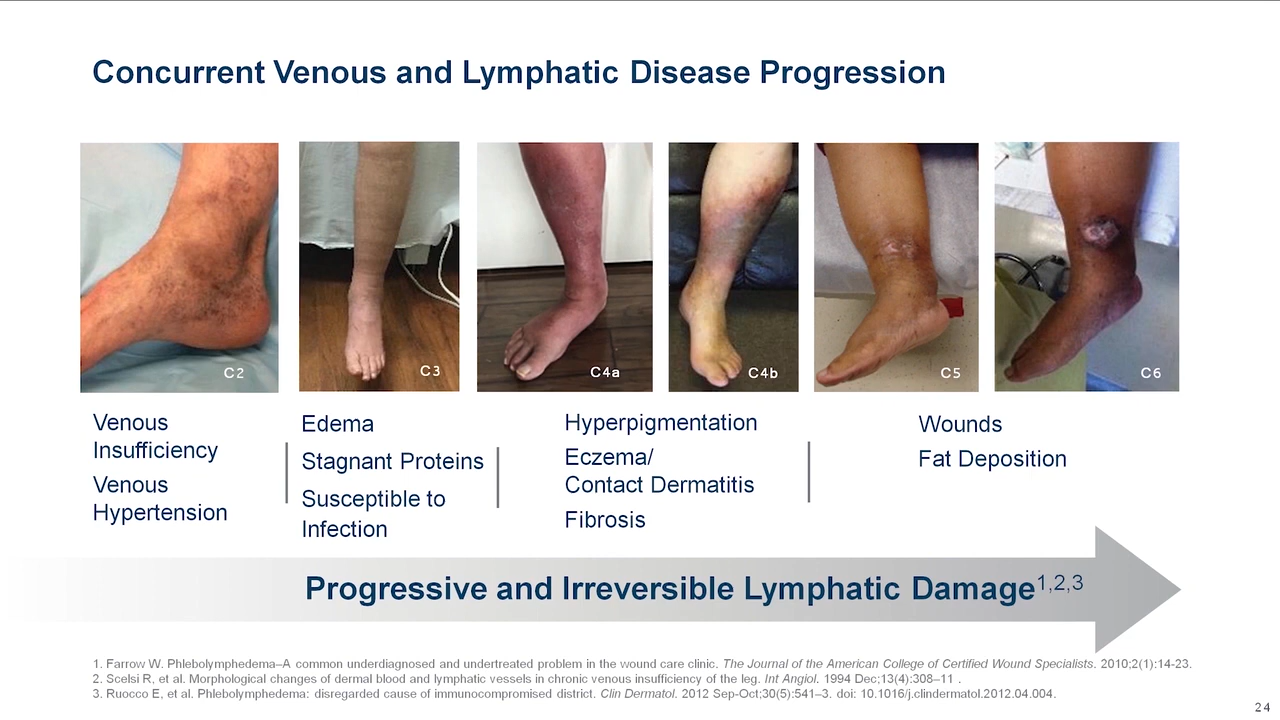 Concurrent Venous and Lymphatic Disease Progression
C2
C3
C4a
C4b
C5
C6
Venous
Insufficiency
Venous
Hypertension
Edema
Stagnant Proteins
Susceptible to
Infection
Hyperpigmentation
Eczema/
Contact Dermatitis
Fibrosis
Wounds
Fat Deposition
Progressive and Irreversible Lymphatic Damage1,2,3
1. Farrow W. Phlebolymphedema–A common underdiagnosed and undertreated problem in the wound care clinic. The Journal of the American College of Certified Wound Specialists. 2010;2(1):14-23.
2. Scelsi R, et al. Morphological changes of dermal blood and lymphatic vessels in chronic venous insufficiency of the leg. Int Angiol. 1994 Dec;13(4):308–11 .
3. Ruocco E, et al. Phlebolymphedema: disregarded cause of immunocompromised district. Clin Dermatol. 2012 Sep-Oct;30(5):541–3. doi: 10.1016/j.clindermatol.2012.04.004.
24